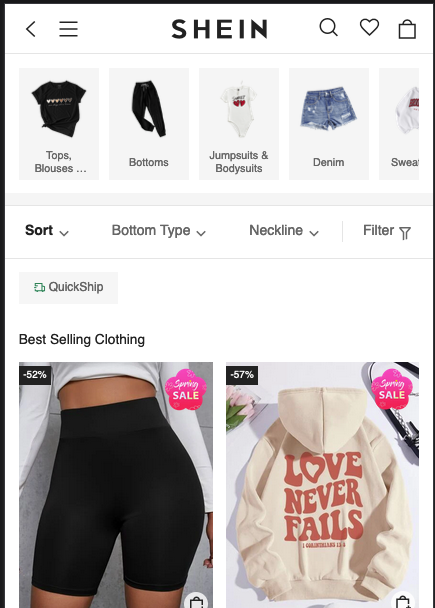 SHEIN
Tops,
Blouses ...
Bottoms
Jumpsuits &
Bodysuits
Denim
Swea
Sort
Bottom Type
Neckline
Filter
QuickShip
Best Selling Clothing
-52%
Spring
SALE
-57%
Spring
SALE
LOVE
NEVER
FAILS
1 CORINTHIANS 13:8